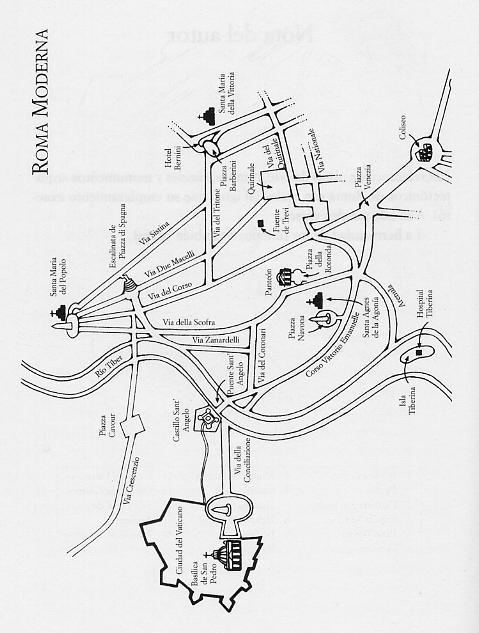 ROMA MODERNA
Nota del autor
Santa Maria
della Vittoria
Hotel
Bernini
Piazza
Barberini
Via del
Quirinale
Via Nationale
Quirinale
Coliseo
Piazza
Venezia
Santa Maria
del Popolo
Escalinata de
Piazza di Spagna
Via Sistina
Via del Tritone
Via Due Macelli
Fuente
de Trevi
Via del Corso
Panteón
Piazza
della
Rotonda
Via della Scofra
Via Zanardelli
Via dei Coronari
Piazza
Navona
Santa Agnes
de la Agonía
Corso Vittorio Emanuelle
Arenula
Hospital
Tiberina
Isla
Tiberina
Río Tíber
Puente Sant'
Angelo
Piazza
Cavour
Castillo Sant'
Angelo
Via Crescenzio
Via della
Conciliazione
Ciudad del Vaticano
Basílica
de San
Pedro